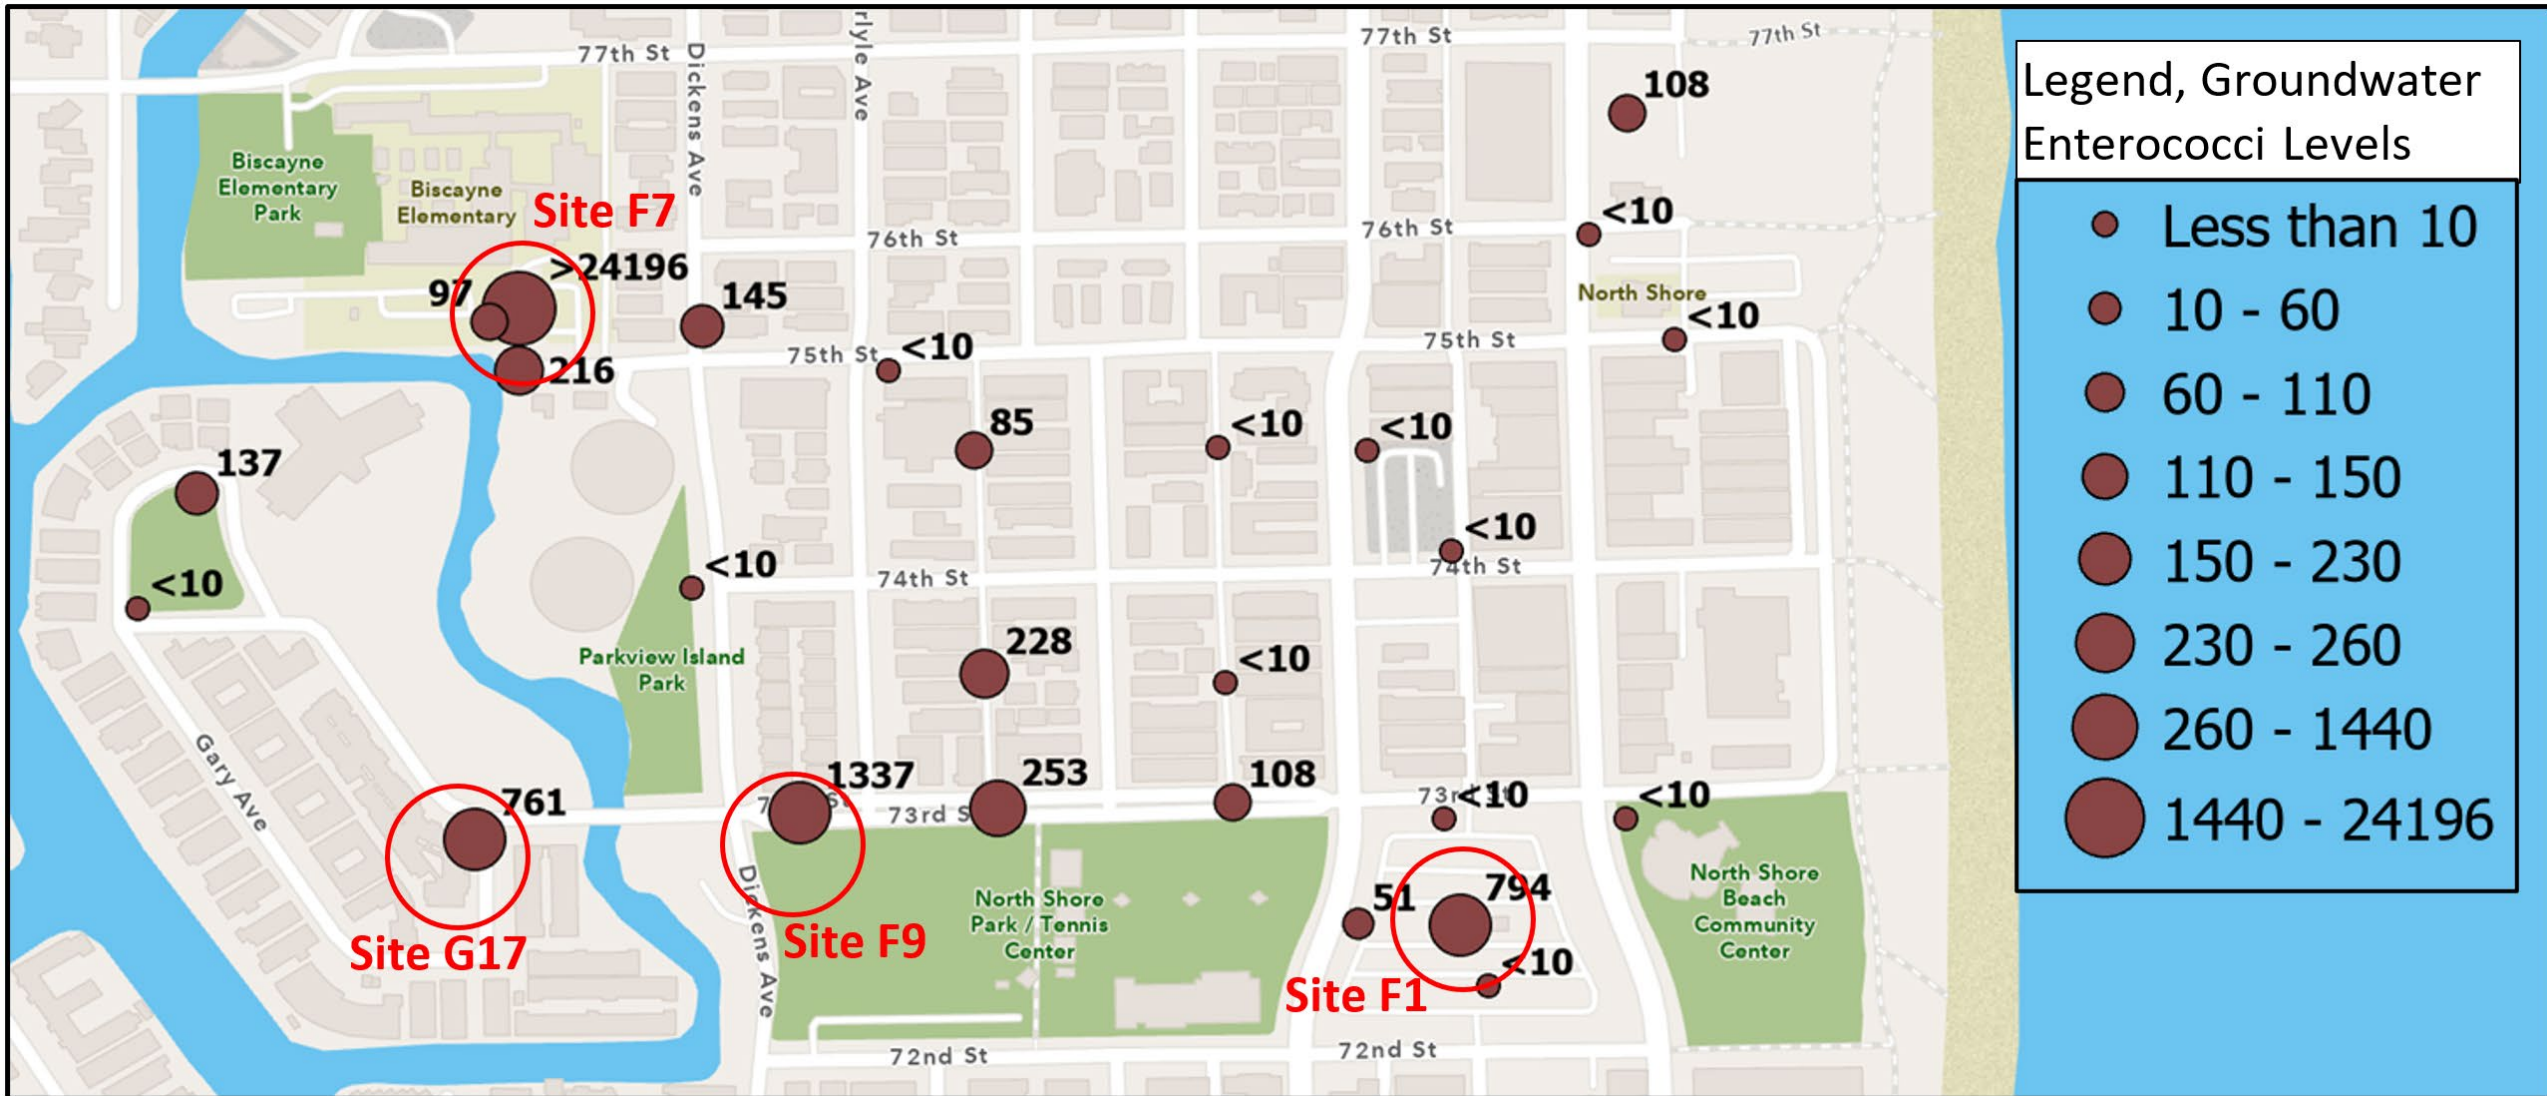 77th St
77th St
77th St
Dickens Ave
rlyle Ave
108
Legend, Groundwater
Enterococci Levels
Less than 10
10 - 60
60 - 110
110 - 150
150 - 230
230 - 260
260 - 1440
1440 - 24196
Biscayne
Elementary
Park
Biscayne
Elementary
Site F7
76th St
76th St
<10
>24196
97
145
North Shore
<10
216
75th St
<10
75th St
85
<10
<10
137
<10
<10
<10
74th St
74th St
Parkview Island
Park
228
<10
Gary Ave
761
1337
253
108
73rd S
<10
<10
Site G17
Dickens Ave
Site F9
North Shore
Park / Tennis
Center
51
794
<10
Site F1
North Shore
Beach
Community
Center
72nd St
72nd St